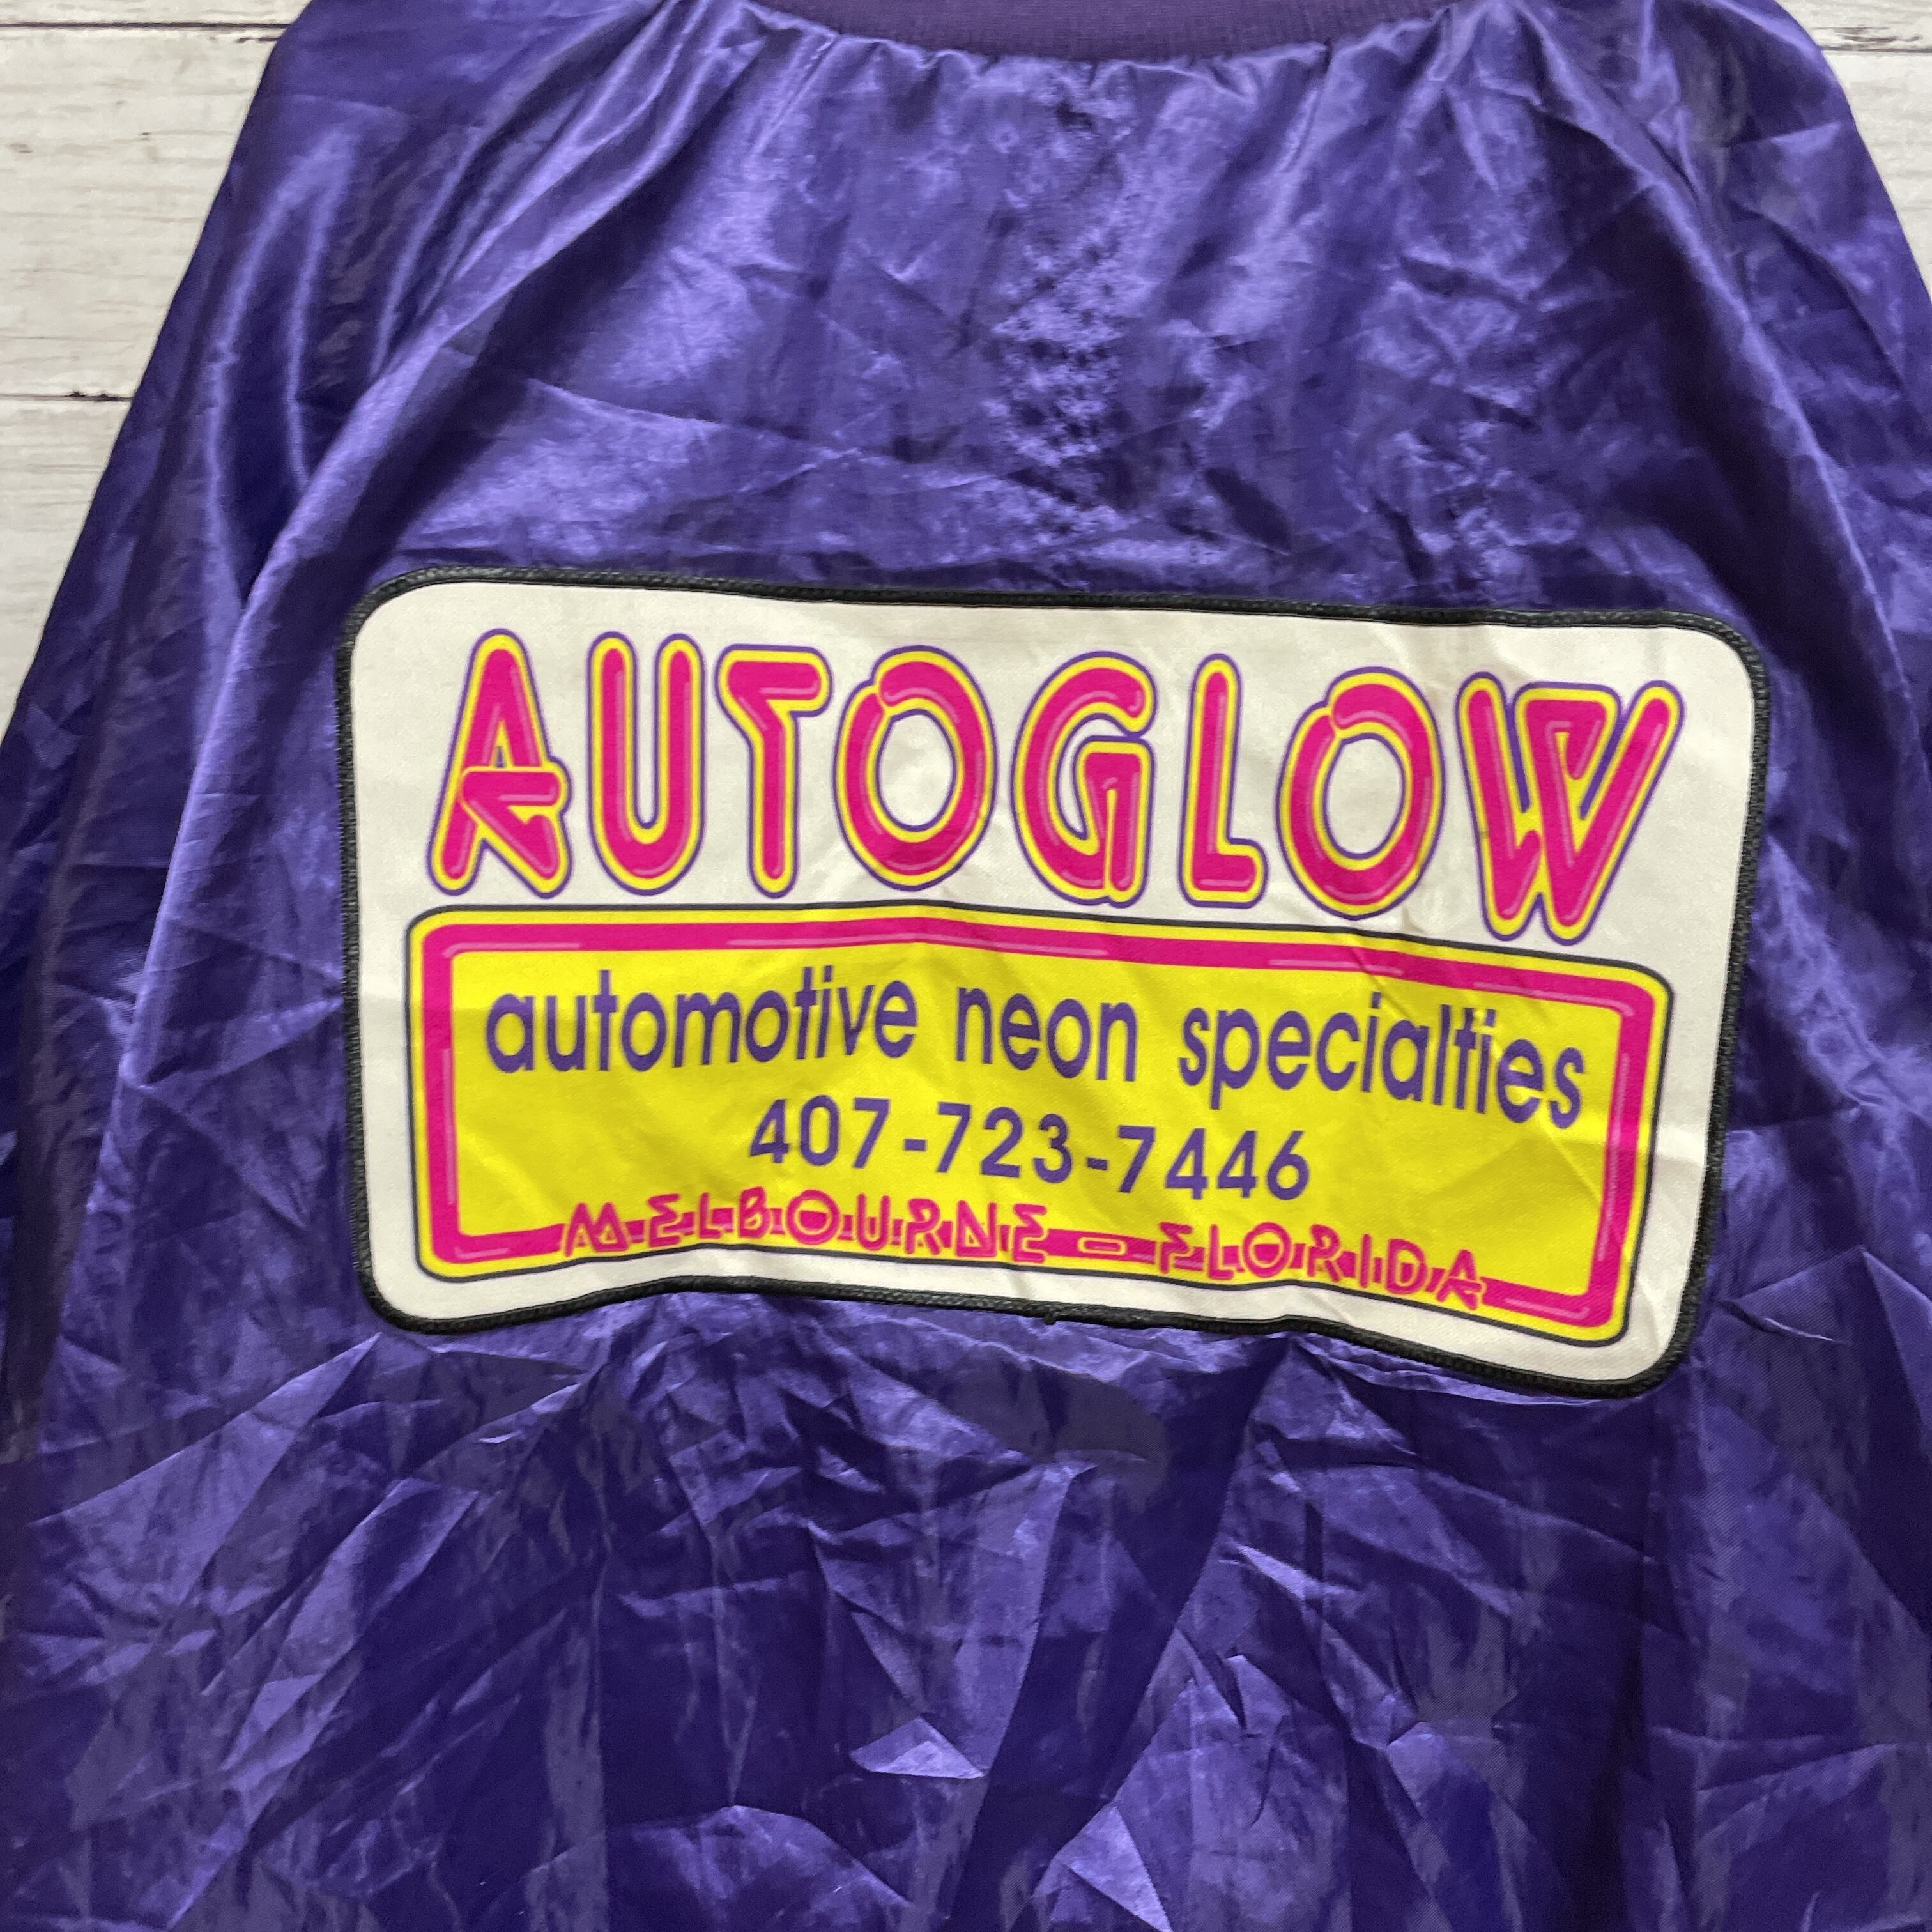 AUTOGLOW
automotive neon specialties
407-723-7446
MELBOURNE - FLORIDA